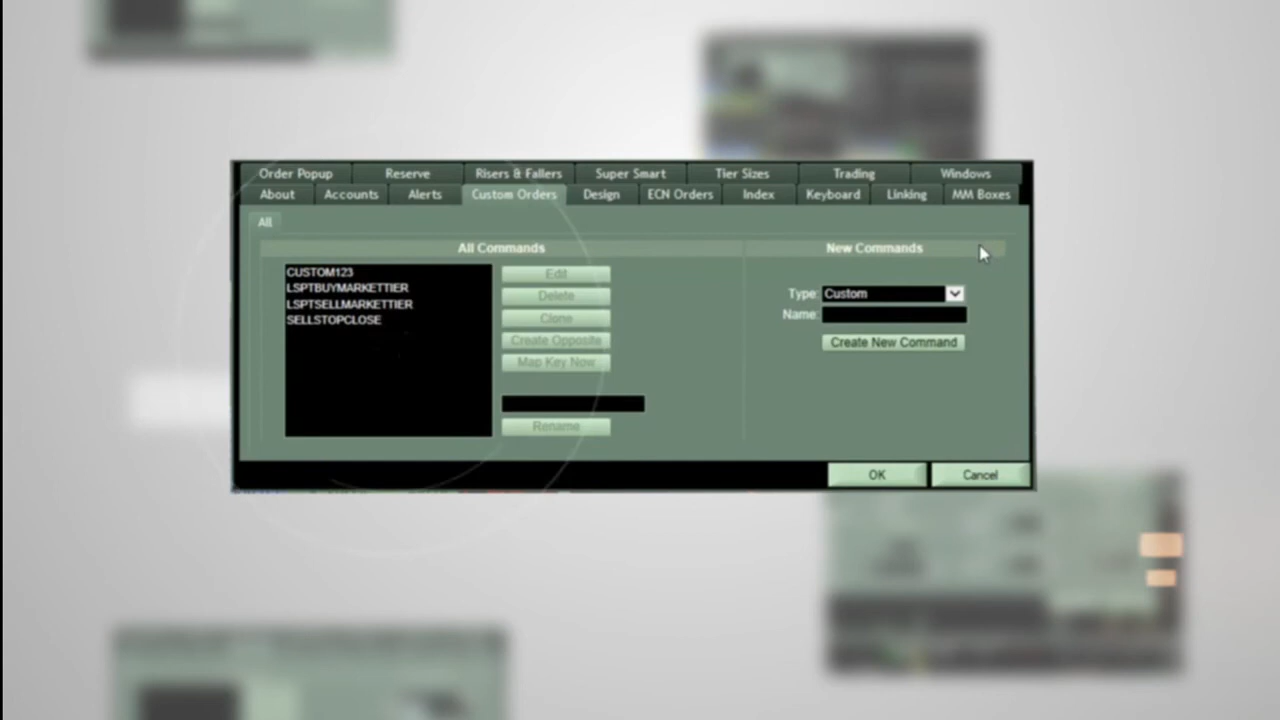 Order Popup Reserve Risers & Fallers Super Smart Tier Sizes Trading Windows
About Accounts Alerts Custom Orders Design ECN Orders Index Keyboard Linking MM Boxes
All
All Commands
New Commands
CUSTOM123
LSPTBUYMARKETTIER
LSPTSELLMARKETTIER
SELLSTOPCLOSE
Edit
Delete
Clone
Create Opposite
Map Key Now
Rename
Type: Custom
Name:
Create New Command
OK Cancel